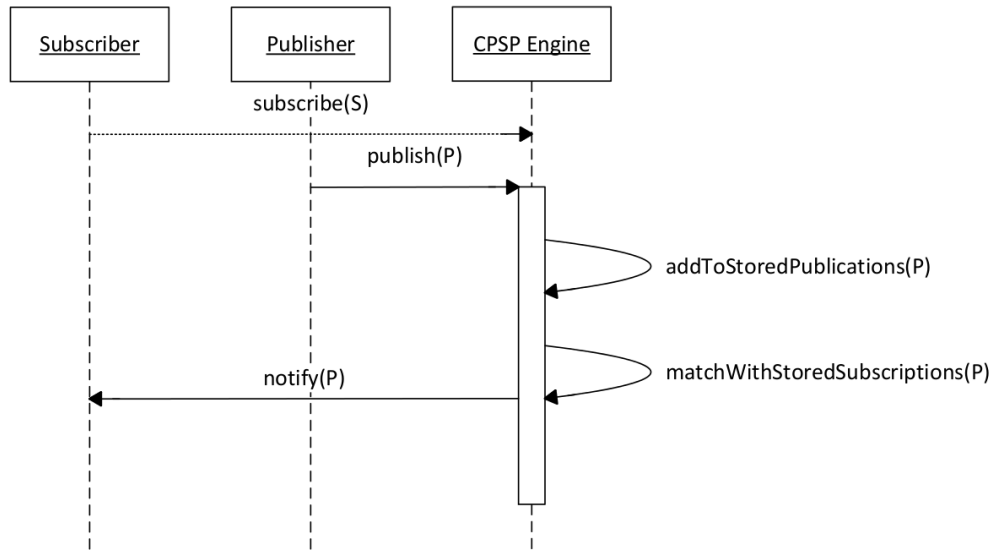 Subscriber
Publisher
CPSP Engine
subscribe(S)
publish(P)
addToStoredPublications(P)
matchWithStoredSubscriptions(P)
notify(P)